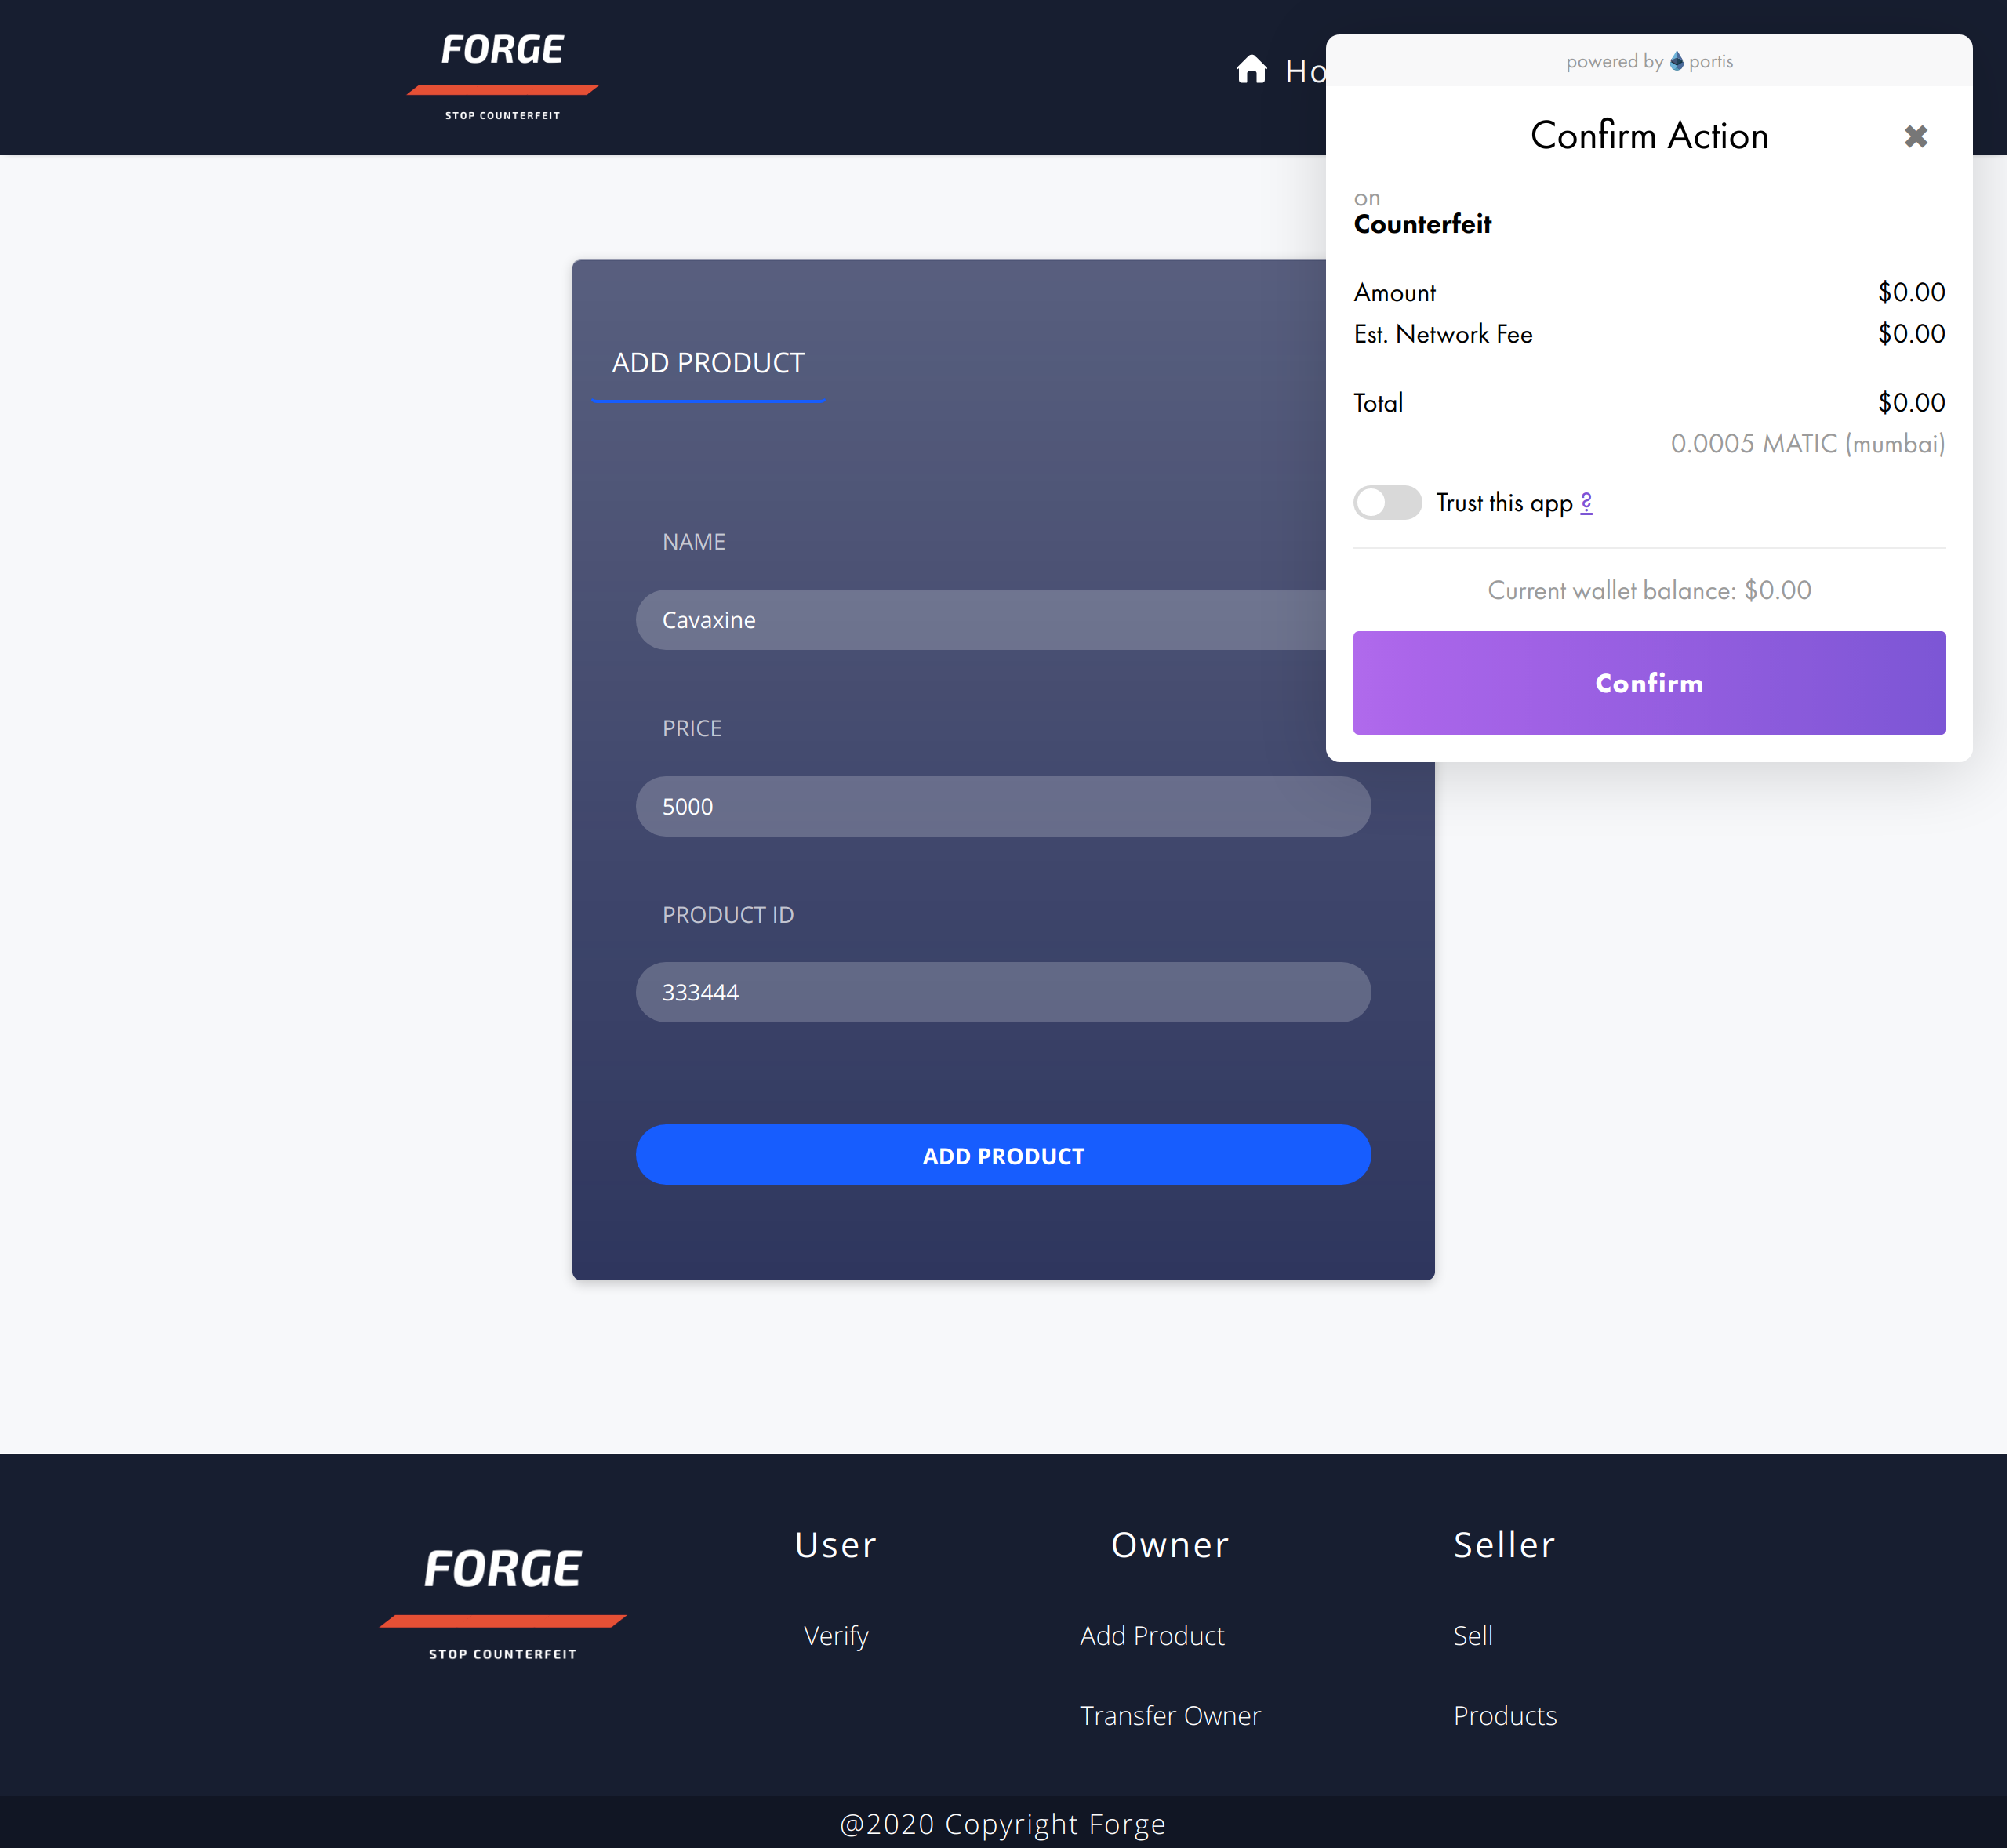 FORGE
STOP COUNTERFEIT
Ho
powered by portis
Confirm Action
on
Counterfeit
Amount $0.00
Est. Network Fee $0.00
Total $0.00
0.0005 MATIC (mumbai)
Trust this app ?
Current wallet balance: $0.00
Confirm
ADD PRODUCT
NAME
Cavaxine
PRICE
5000
PRODUCT ID
333444
ADD PRODUCT
FORGE
STOP COUNTERFEIT
User
Verify
Owner
Add Product
Transfer Owner
Seller
Sell
Products
@2020 Copyright Forge